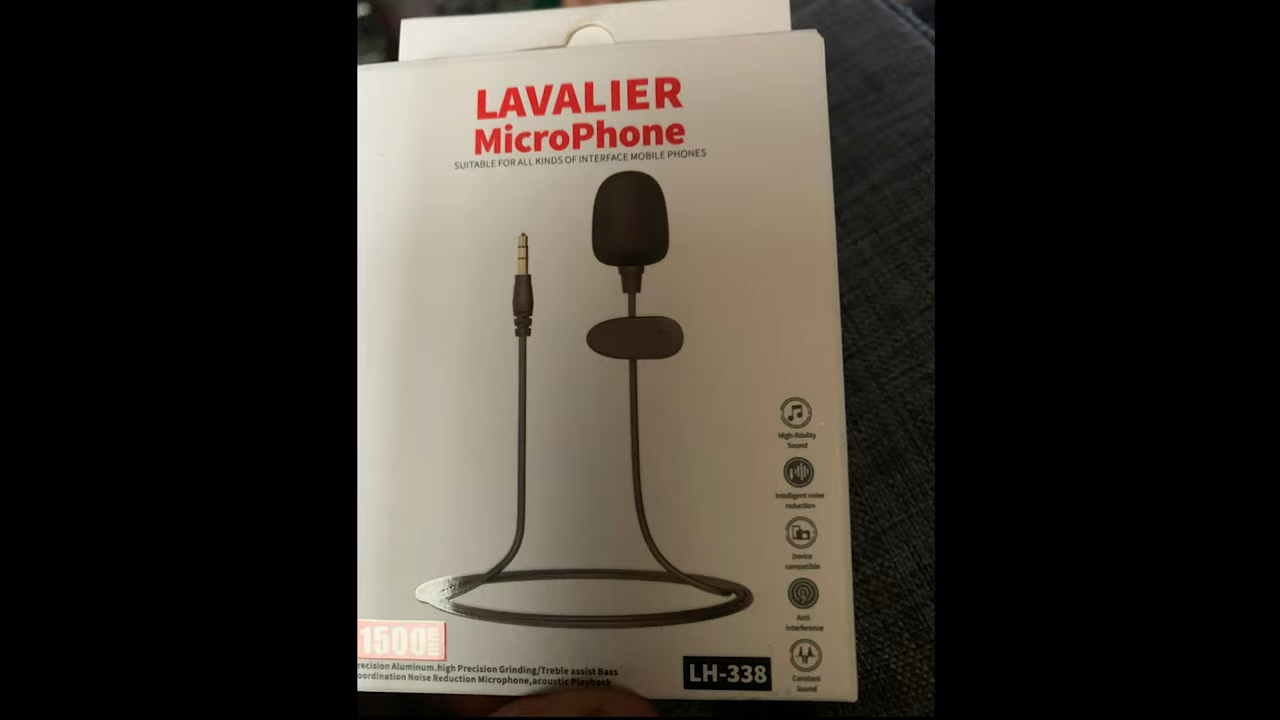 LAVALIER
MicroPhone
SUITABLE FOR ALL KINDS OF INTERFACE MOBILE PHONES
High-fidelity
Sound
Intelligent noise
reduction
Device
compatible
Anti-
interference
Constant
Sound
1500mm
recision Aluminum.high Precision Grinding/Treble assist Bass
oordination Noise Reduction Microphone,acoustic Playback
LH-338